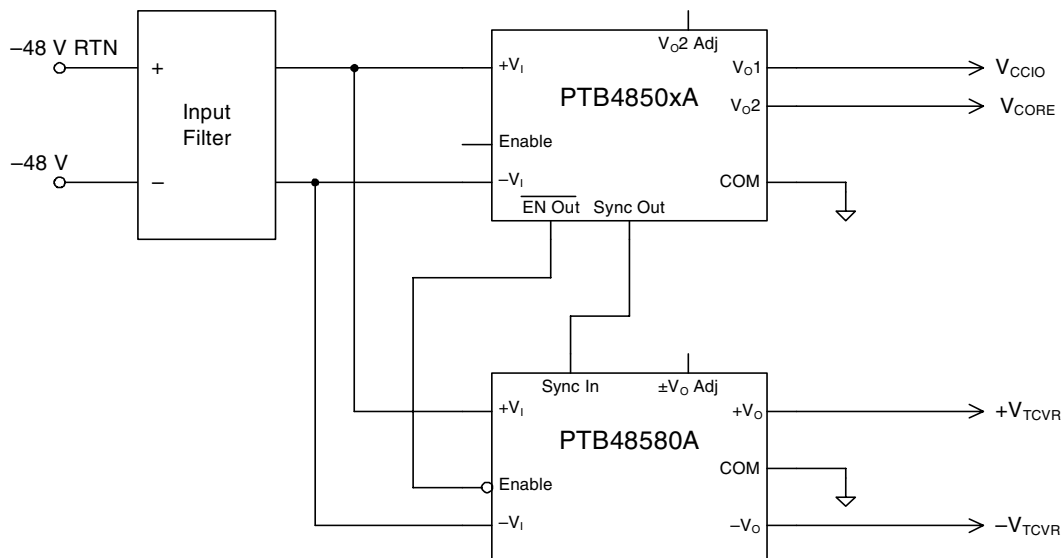 –48 V RTN
+
Input
Filter
–48 V
–
V_O2 Adj
+V_I
V_O1
V_CCIO
PTB4850xA
V_O2
V_CORE
Enable
–V_I
COM
EN Out
Sync Out
Sync In
±V_O Adj
+V_I
+V_O
+V_TCVR
PTB48580A
COM
Enable
–V_I
–V_O
–V_TCVR